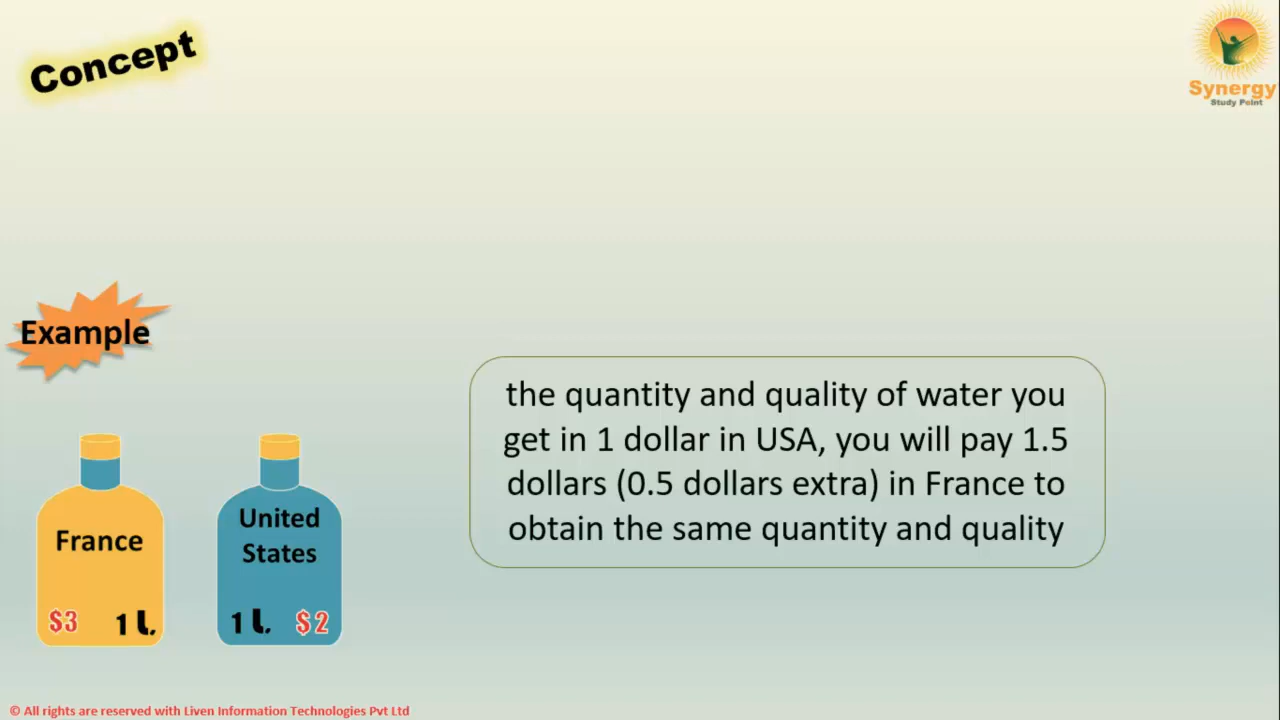 Concept
Synergy
Study Point
Example
the quantity and quality of water you
get in 1 dollar in USA, you will pay 1.5
dollars (0.5 dollars extra) in France to
obtain the same quantity and quality
France
$3 1 L.
United
States
1 L. $2
© All rights are reserved with Liven Information Technologies Pvt Ltd